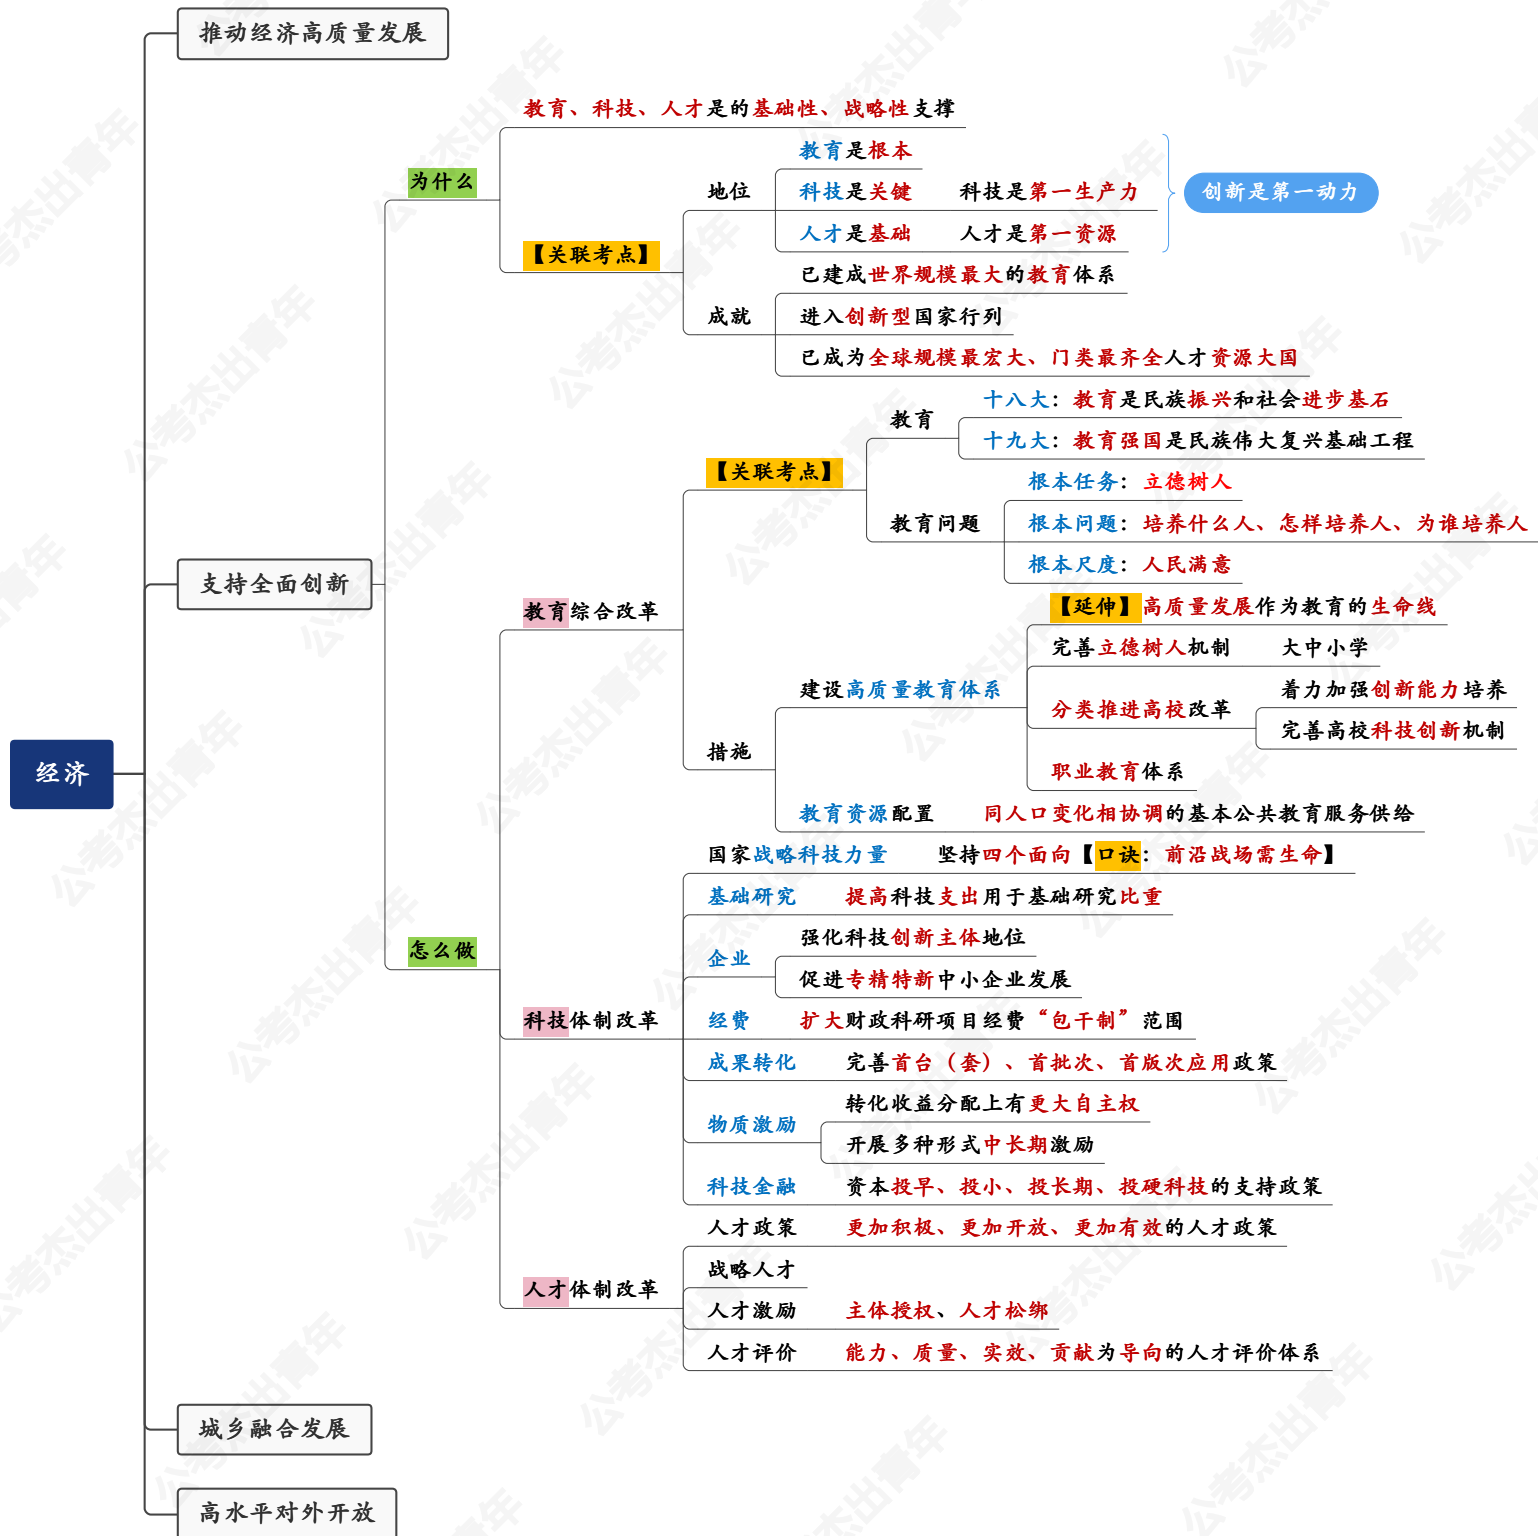 推动经济高质量发展
教育、科技、人才是的基础性、战略性支撑
教育是根本
为什么
地位
科技是关键 科技是第一生产力
创新是第一动力
人才是基础 人才是第一资源
【关联考点】
已建成世界规模最大的教育体系
成就
进入创新型国家行列
已成为全球规模最宏大、门类最齐全人才资源大国
十八大：教育是民族振兴和社会进步基石
教育
十九大：教育强国是民族伟大复兴基础工程
【关联考点】
根本任务：立德树人
教育问题
根本问题：培养什么人、怎样培养人、为谁培养人
根本尺度：人民满意
支持全面创新
教育综合改革
【延伸】高质量发展作为教育的生命线
完善立德树人机制 大中小学
建设高质量教育体系
着力加强创新能力培养
分类推进高校改革
完善高校科技创新机制
措施
职业教育体系
经济
教育资源配置 同人口变化相协调的基本公共教育服务供给
国家战略科技力量 坚持四个面向【口诀：前沿战场需生命】
基础研究 提高科技支出用于基础研究比重
怎么做
强化科技创新主体地位
企业
促进专精特新中小企业发展
科技体制改革
经费 扩大财政科研项目经费“包干制”范围
成果转化 完善首台（套）、首批次、首版次应用政策
转化收益分配上有更大自主权
物质激励
开展多种形式中长期激励
科技金融 资本投早、投小、投长期、投硬科技的支持政策
人才政策 更加积极、更加开放、更加有效的人才政策
战略人才
人才体制改革
人才激励 主体授权、人才松绑
人才评价 能力、质量、实效、贡献为导向的人才评价体系
城乡融合发展
高水平对外开放
公考杰出青年